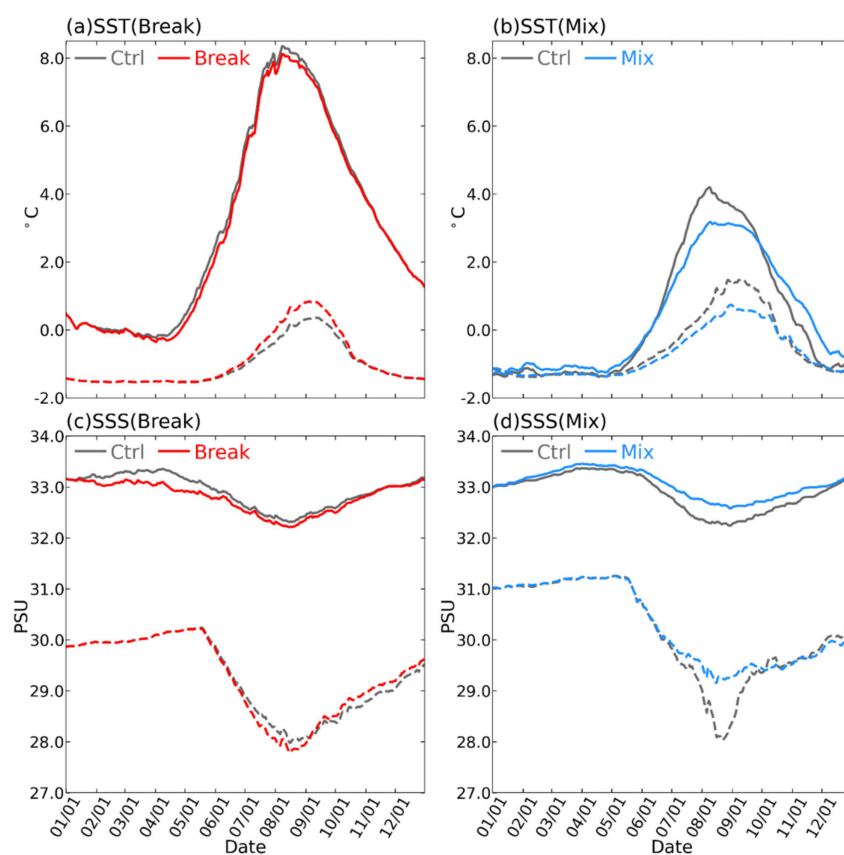 (a)SST(Break)
Ctrl Break
8.0
6.0
4.0
2.0
0.0
-2.0
°C
(b)SST(Mix)
Ctrl Mix
8.0
6.0
4.0
2.0
0.0
-2.0
°C
(c)SSS(Break)
Ctrl Break
34.0
33.0
32.0
31.0
30.0
29.0
28.0
27.0
PSU
01/01 02/01 03/01 04/01 05/01 06/01 07/01 08/01 09/01 10/01 11/01 12/01
Date
(d)SSS(Mix)
Ctrl Mix
34.0
33.0
32.0
31.0
30.0
29.0
28.0
27.0
PSU
01/01 02/01 03/01 04/01 05/01 06/01 07/01 08/01 09/01 10/01 11/01 12/01
Date